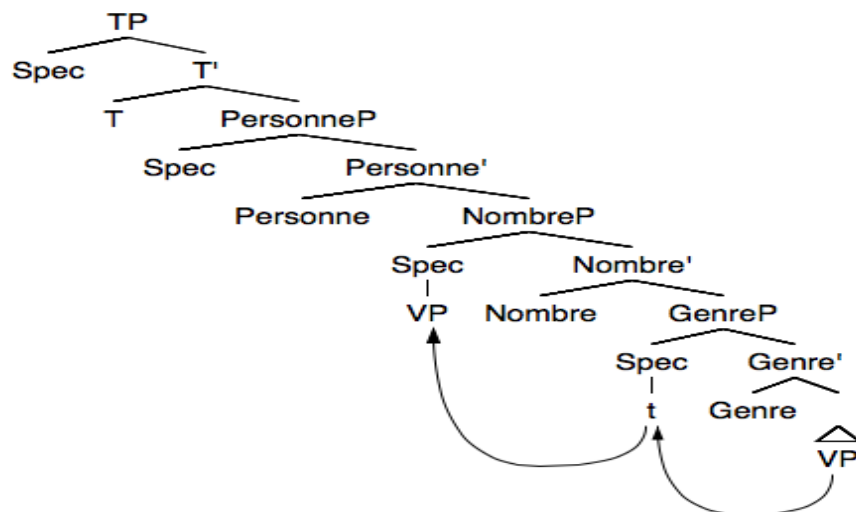 TP
Spec T'
T PersonneP
Spec Personne'
Personne NombreP
Spec Nombre'
VP Nombre GenreP
Spec Genre'
t Genre
VP